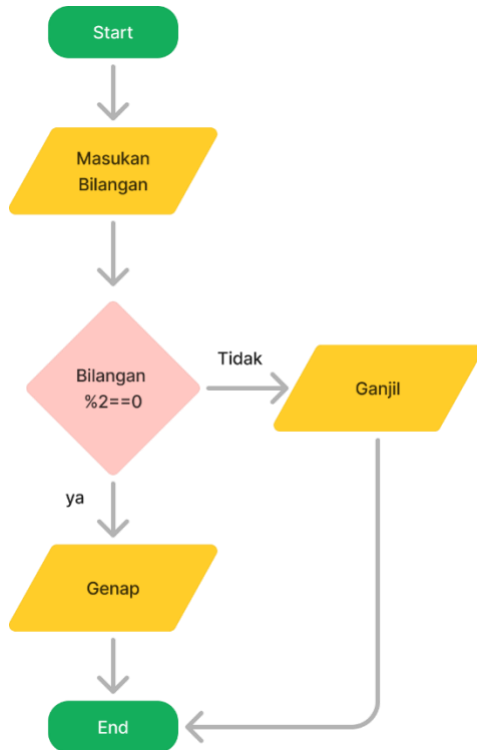 Start
Masukan
Bilangan
Bilangan
%2==0
Tidak
Ganjil
ya
Genap
End